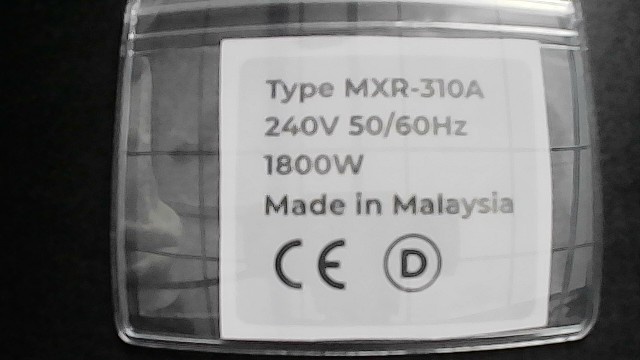 Type MXR-310A
240V 50/60Hz
1800W
Made in Malaysia
CE D